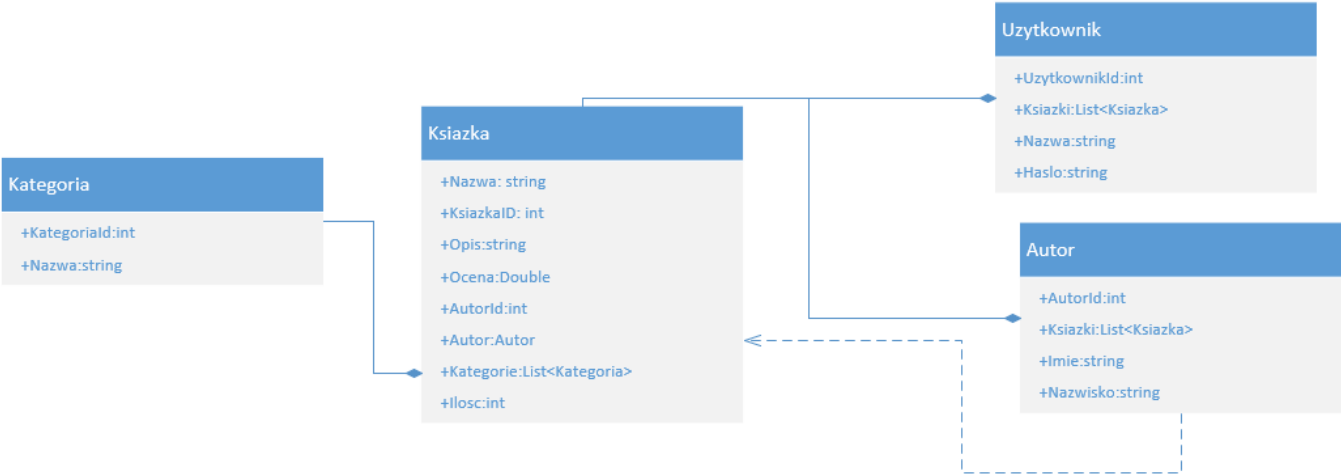 Kategoria
+KategoriaId:int
+Nazwa:string
Ksiazka
+Nazwa: string
+KsiazkaID: int
+Opis:string
+Ocena:Double
+AutorId:int
+Autor:Autor
+Kategorie:List<Kategoria>
+Ilosc:int
Uzytkownik
+UzytkownikId:int
+Ksiazki:List<Ksiazka>
+Nazwa:string
+Haslo:string
Autor
+AutorId:int
+Ksiazki:List<Ksiazka>
+Imie:string
+Nazwisko:string